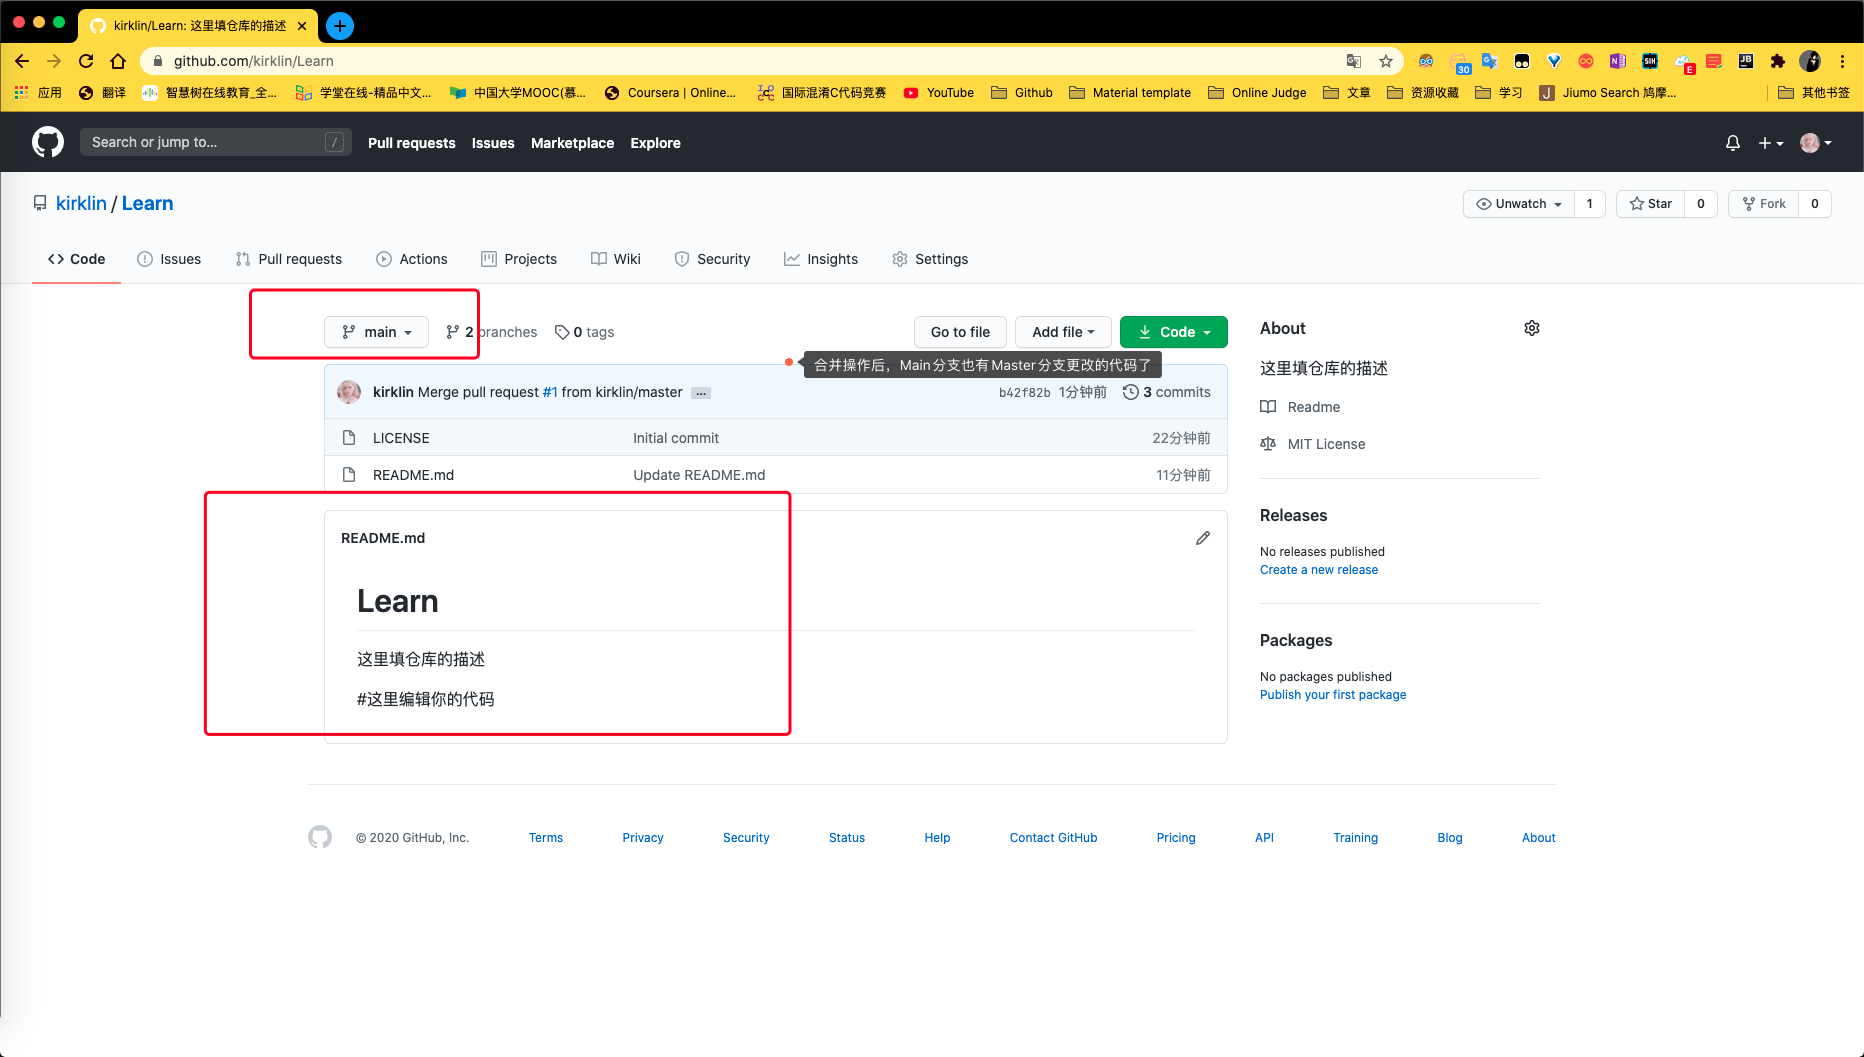 kirklin/Learn: 这里填仓库的描述
github.com/kirklin/Learn
30
E
应用 翻译 智慧树在线教育_全... 学堂在线-精品中文... 中国大学MOOC(慕... Coursera | Online... 国际混淆C代码竞赛 YouTube Github Material template Online Judge 文章 资源收藏 学习 Jiumo Search 鸠摩... 其他书签
Search or jump to... / Pull requests Issues Marketplace Explore
kirklin / Learn
Unwatch 1 Star 0 Fork 0
Code Issues Pull requests Actions Projects Wiki Security Insights Settings
main 2 branches 0 tags Go to file Add file Code
合并操作后，Main分支也有Master分支更改的代码了
kirklin Merge pull request #1 from kirklin/master ... b42f82b 1分钟前 3 commits
LICENSE Initial commit 22分钟前
README.md Update README.md 11分钟前
README.md
Learn
这里填仓库的描述
#这里编辑你的代码
About
这里填仓库的描述
Readme
MIT License
Releases
No releases published
Create a new release
Packages
No packages published
Publish your first package
© 2020 GitHub, Inc. Terms Privacy Security Status Help Contact GitHub Pricing API Training Blog About